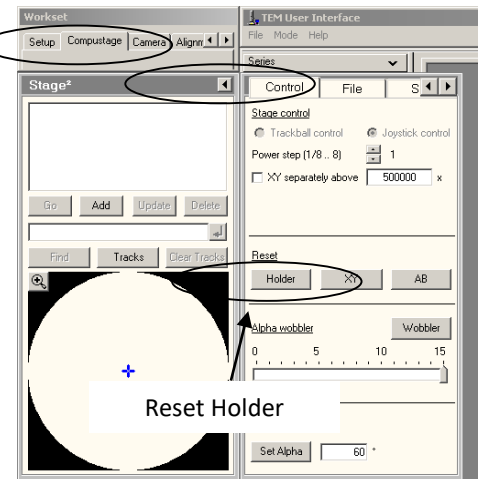 Workset
Setup Compustage Camera Alignm
Stage²
Go Add Update Delete
Find Tracks Clear Tracks
TEM User Interface
File Mode Help
Series
Control File S
Stage control
Trackball control Joystick control
Power step (1/8 .. 8) 1
XY separately above 500000 x
Reset
Holder XY AB
Alpha wobbler Wobbler
0 5 10 15
Reset Holder
Set Alpha 60 °